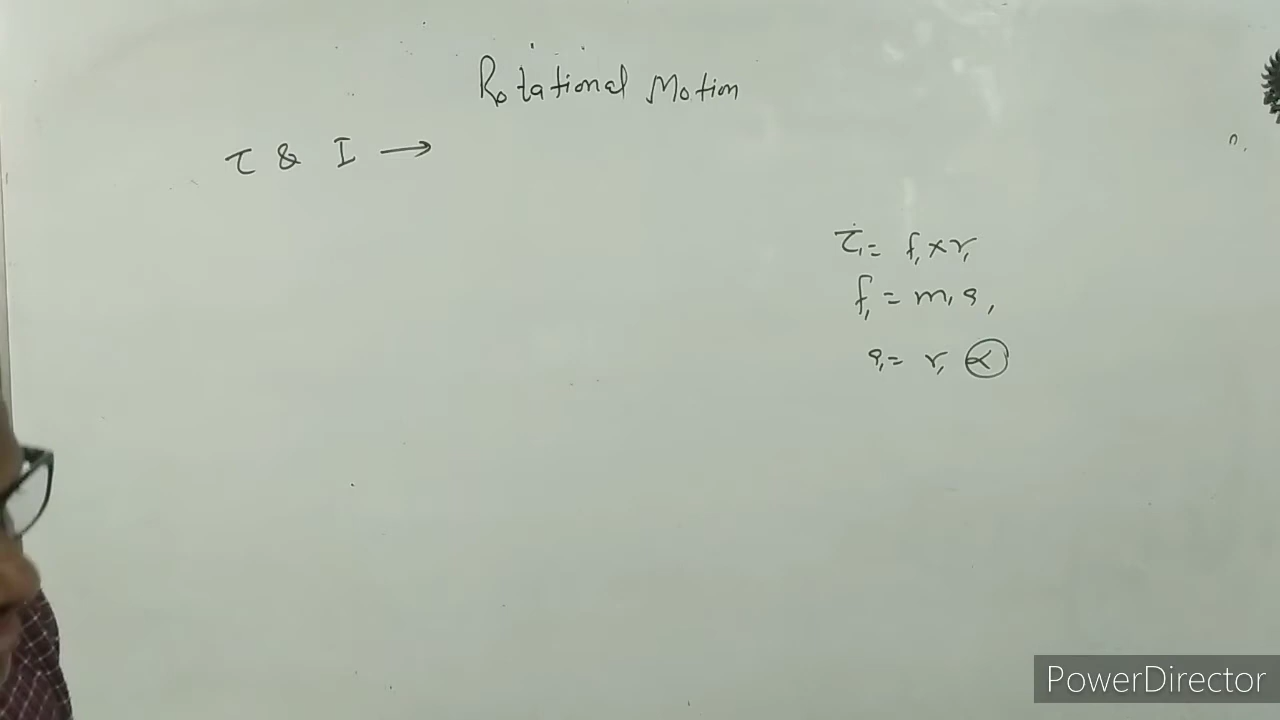 Rotational Motion
τ & I →
τ₁ = f₁ × r₁
f₁ = m₁ a₁
a₁ = r₁ α
PowerDirector